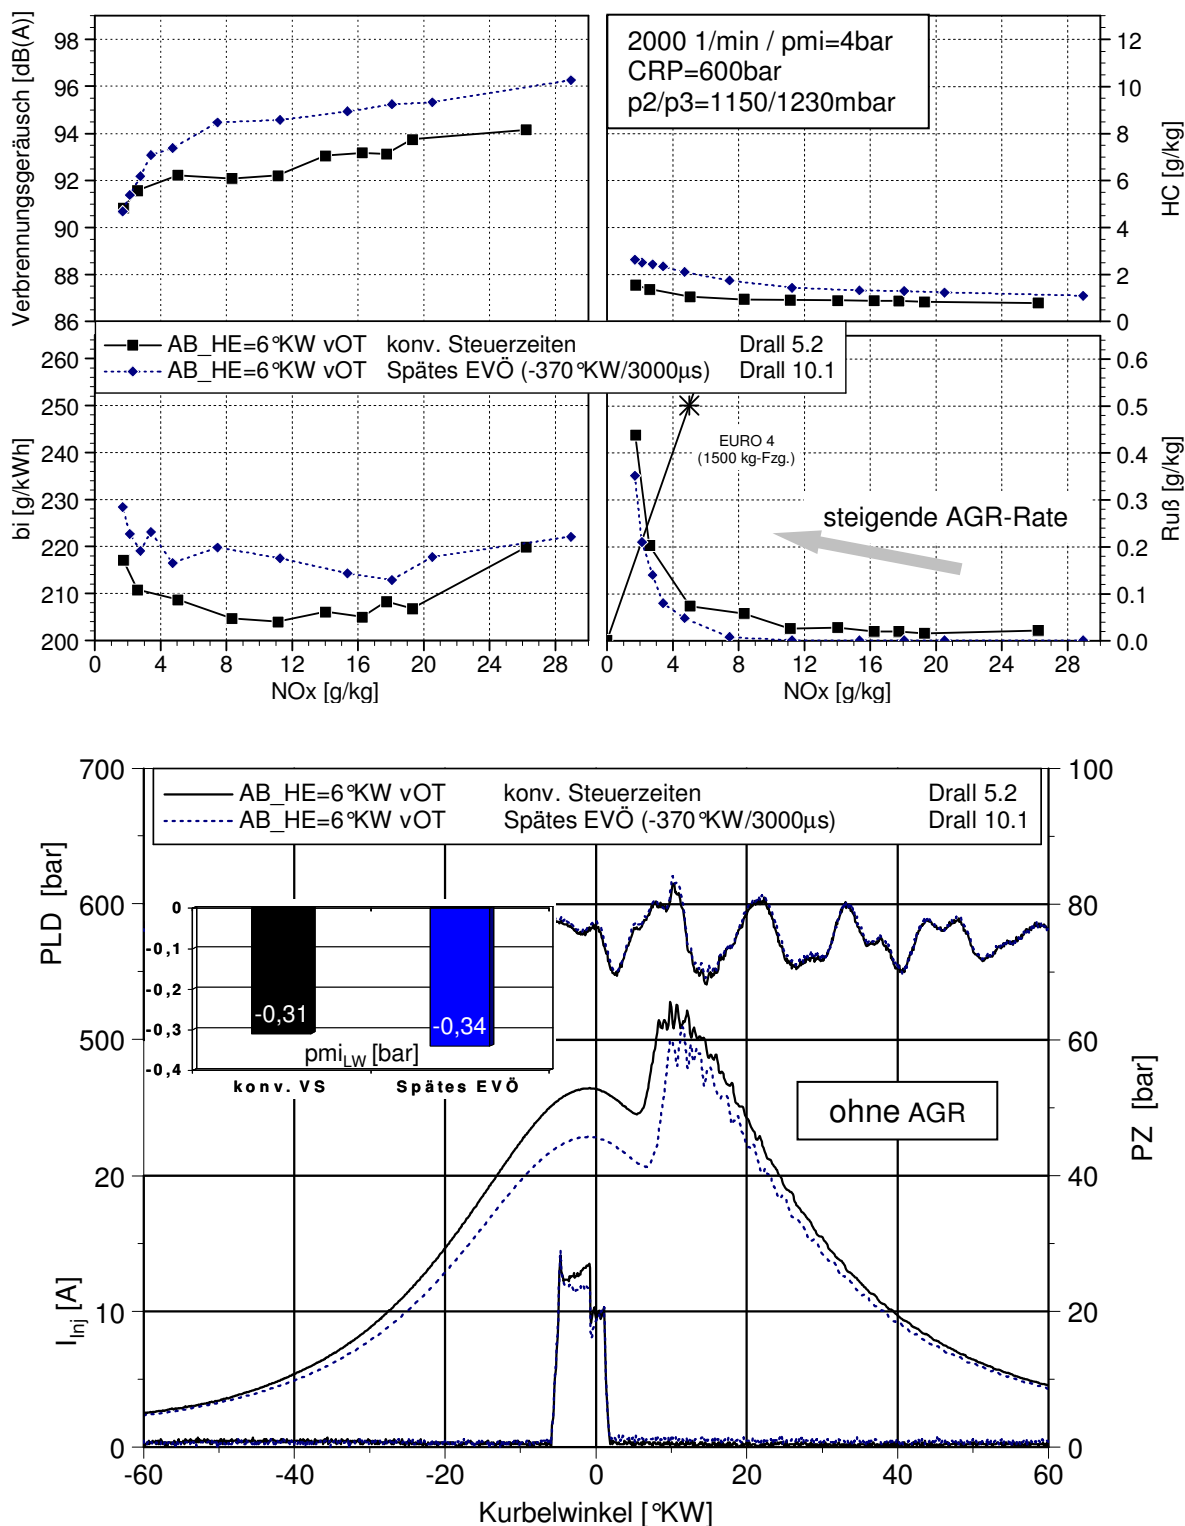 Verbrennungsgeräusch [dB(A)]
98
96
94
92
90
88
86
2000 1/min / pmi=4bar
CRP=600bar
p2/p3=1150/1230mbar
12
10
8
6
4
2
0
HC [g/kg]
AB_HE=6°KW vOT konv. Steuerzeiten Drall 5.2
AB_HE=6°KW vOT Spätes EVÖ (-370°KW/3000µs) Drall 10.1
bi [g/kWh]
260
250
240
230
220
210
200
0 4 8 12 16 20 24 28
NOx [g/kg]
EURO 4
(1500 kg-Fzg.)
steigende AGR-Rate
0.6
0.5
0.4
0.3
0.2
0.1
0.0
Ruß [g/kg]
0 4 8 12 16 20 24 28
NOx [g/kg]
AB_HE=6°KW vOT konv. Steuerzeiten Drall 5.2
AB_HE=6°KW vOT Spätes EVÖ (-370°KW/3000µs) Drall 10.1
PLD [bar]
700
600
500
I_Inj [A]
20
10
0
0
-0,1
-0,2
-0,3
-0,4
-0,31
-0,34
pmi_LW [bar]
konv. VS Spätes EVÖ
ohne AGR
100
80
60
40
20
0
PZ [bar]
-60 -40 -20 0 20 40 60
Kurbelwinkel [°KW]